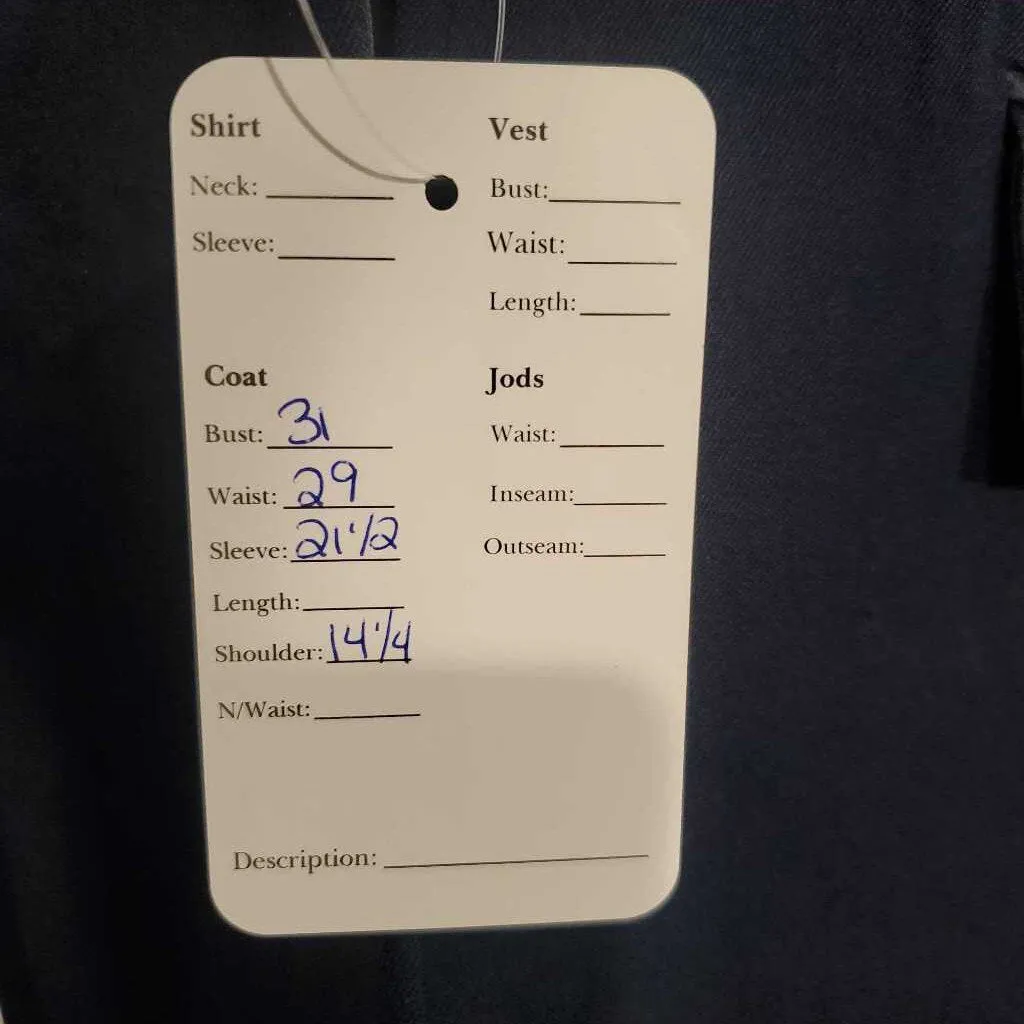 Shirt
Neck:
Sleeve:
Vest
Bust:
Waist:
Length:
Coat
Bust: 31
Waist: 29
Sleeve: 21 1/2
Length:
Shoulder: 14 1/4
N/Waist:
Jods
Waist:
Inseam:
Outseam:
Description: